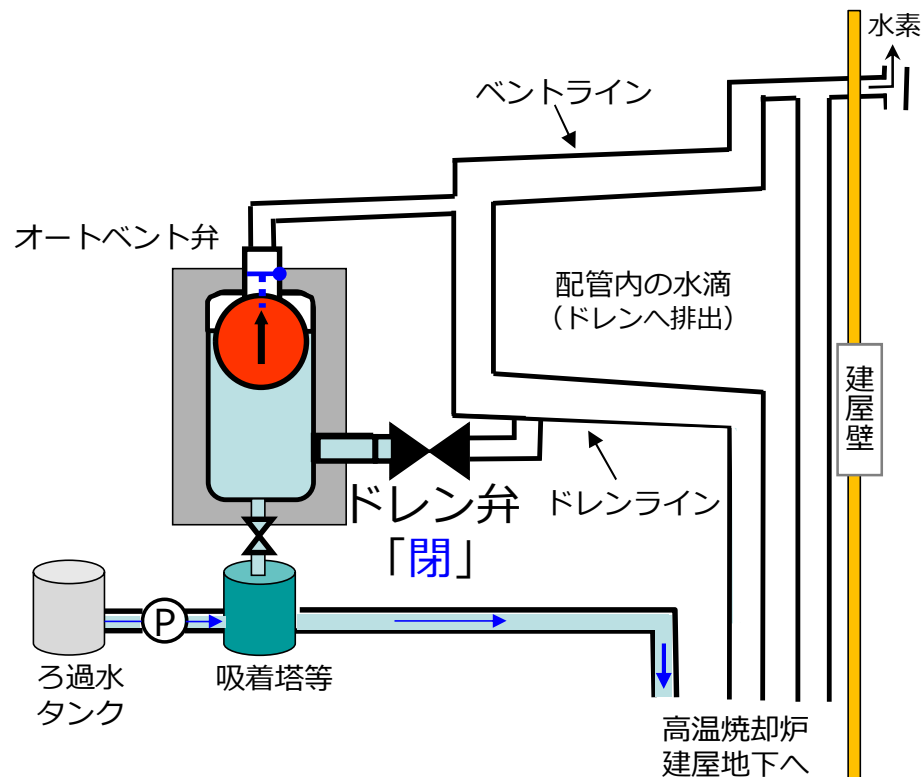 水素
ベントライン
オートベント弁
配管内の水滴
（ドレンへ排出）
建屋壁
ドレン弁
「閉」
ドレンライン
P
ろ過水
タンク
吸着塔等
高温焼却炉
建屋地下へ